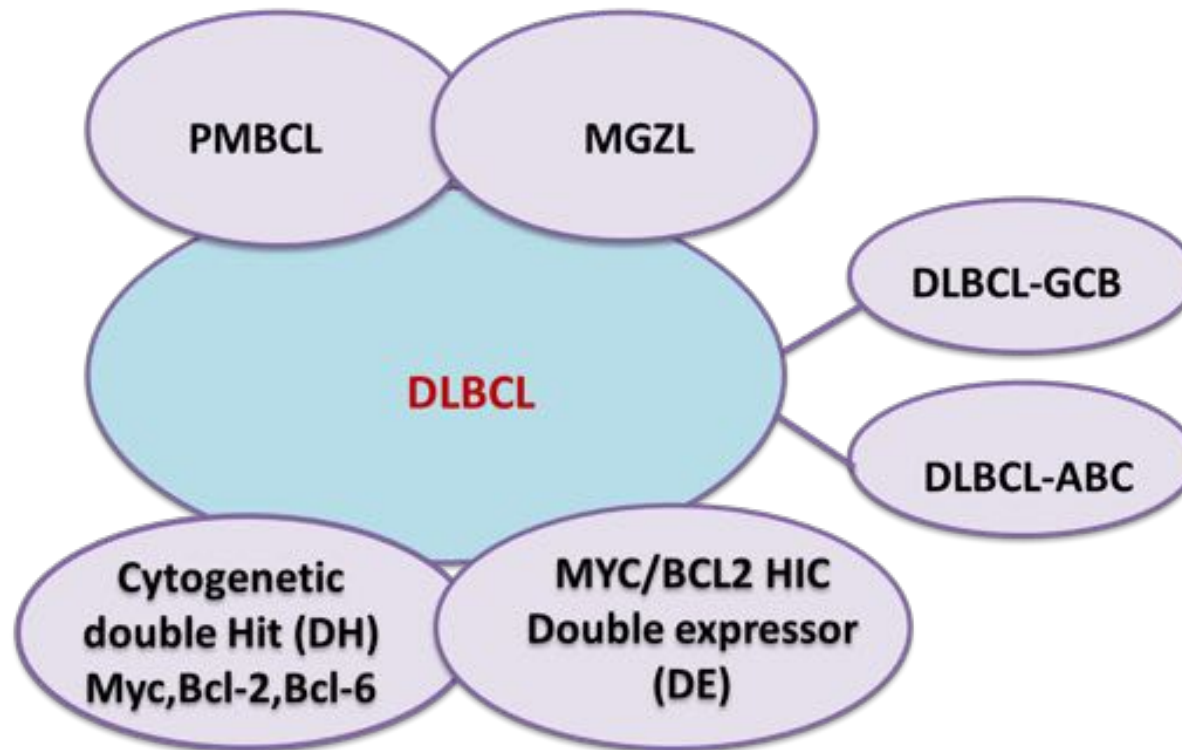 PMBCL
MGZL
DLBCL-GCB
DLBCL
DLBCL-ABC
Cytogenetic
double Hit (DH)
Myc,Bcl-2,Bcl-6
MYC/BCL2 HIC
Double expressor
(DE)